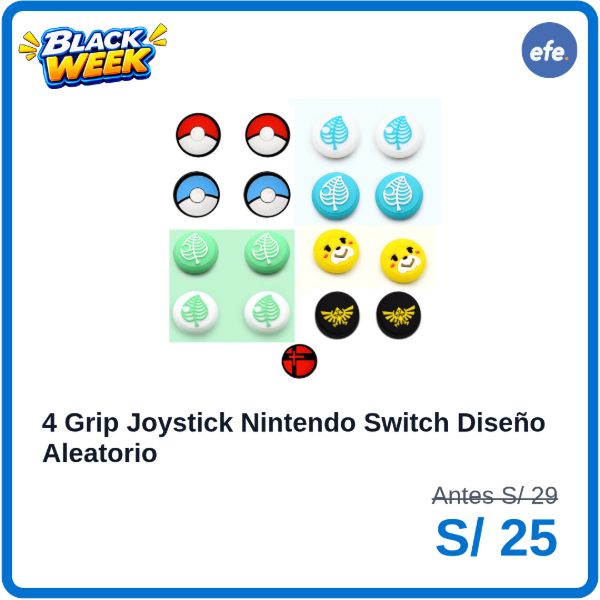 BLACK
WEEK
efe.
4 Grip Joystick Nintendo Switch Diseño
Aleatorio
Antes S/ 29
S/ 25